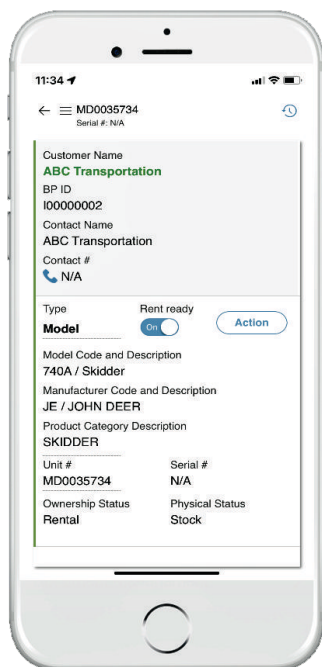 11:34
MD0035734
Serial #: N/A
Customer Name
ABC Transportation
BP ID
I00000002
Contact Name
ABC Transportation
Contact #
N/A
Type Rent ready
Model On Action
Model Code and Description
740A / Skidder
Manufacturer Code and Description
JE / JOHN DEER
Product Category Description
SKIDDER
Unit # Serial #
MD0035734 N/A
Ownership Status Physical Status
Rental Stock